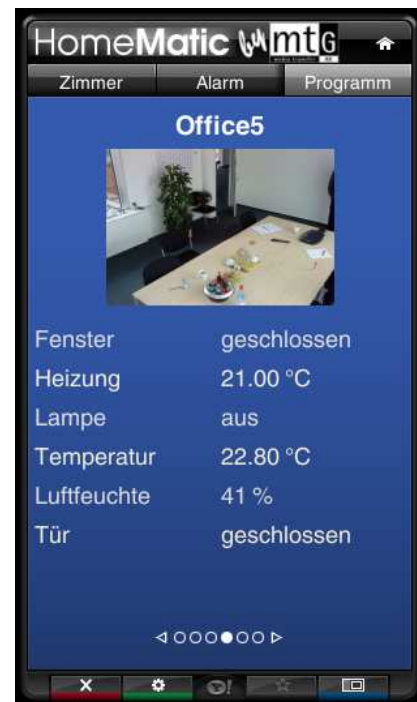 HomeMatic by mtG
Zimmer Alarm Programm
Office5
Fenster geschlossen
Heizung 21.00 °C
Lampe aus
Temperatur 22.80 °C
Luftfeuchte 41 %
Tür geschlossen